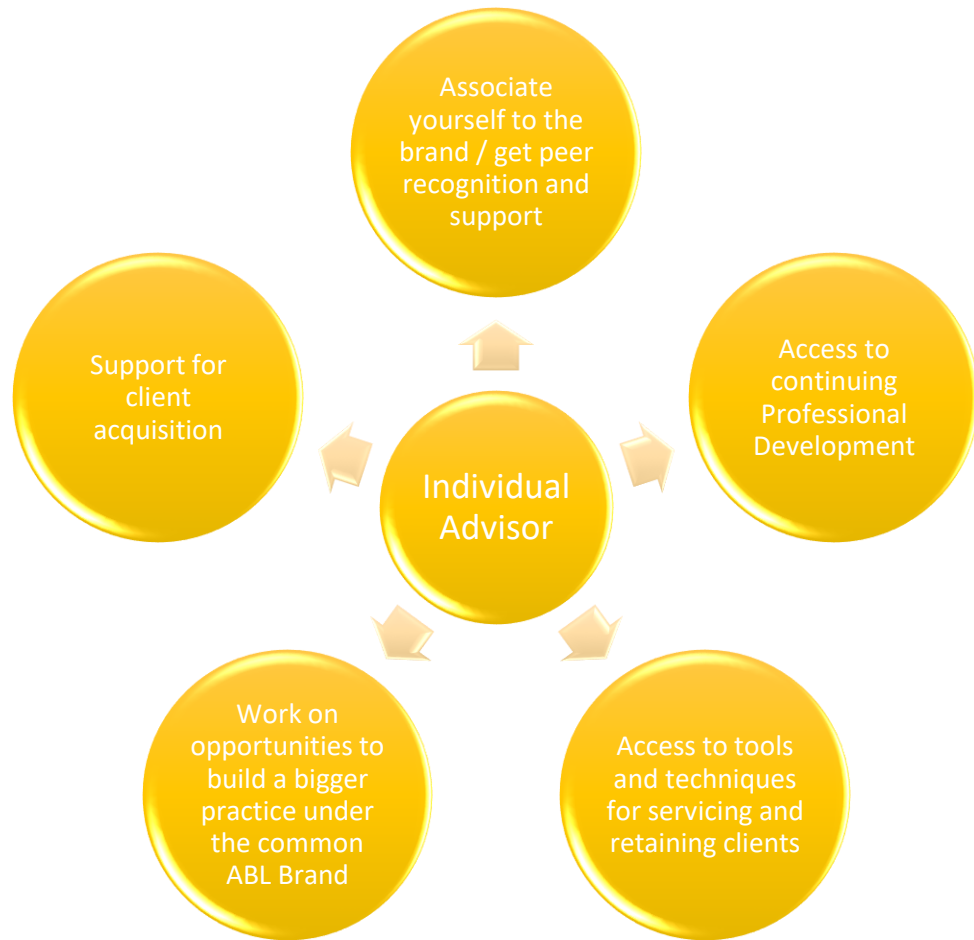 Associate
yourself to the
brand / get peer
recognition and
support
Support for
client
acquisition
Access to
continuing
Professional
Development
Individual
Advisor
Work on
opportunities to
build a bigger
practice under
the common
ABL Brand
Access to tools
and techniques
for servicing and
retaining clients